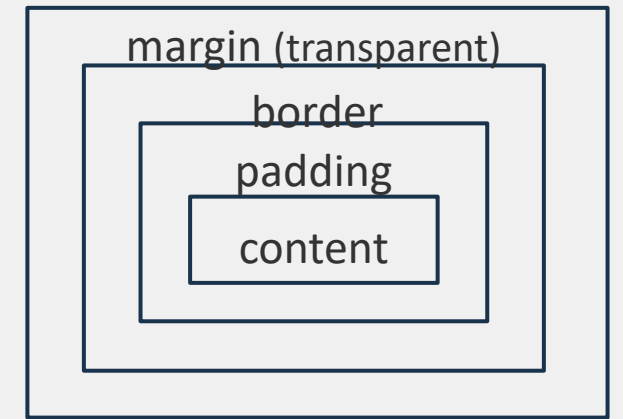 margin (transparent)
border
padding
content